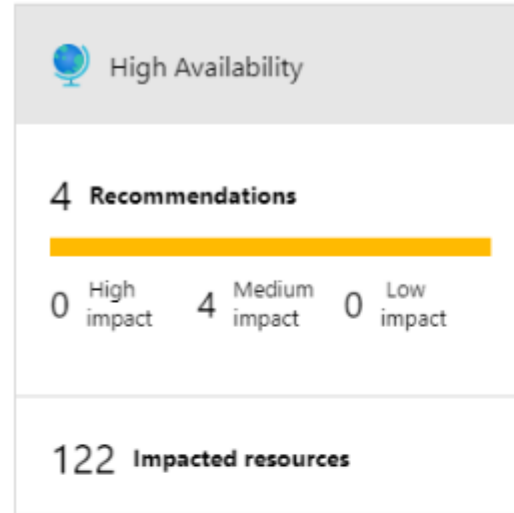 High Availability
4 Recommendations
0 High impact 4 Medium impact 0 Low impact
122 Impacted resources